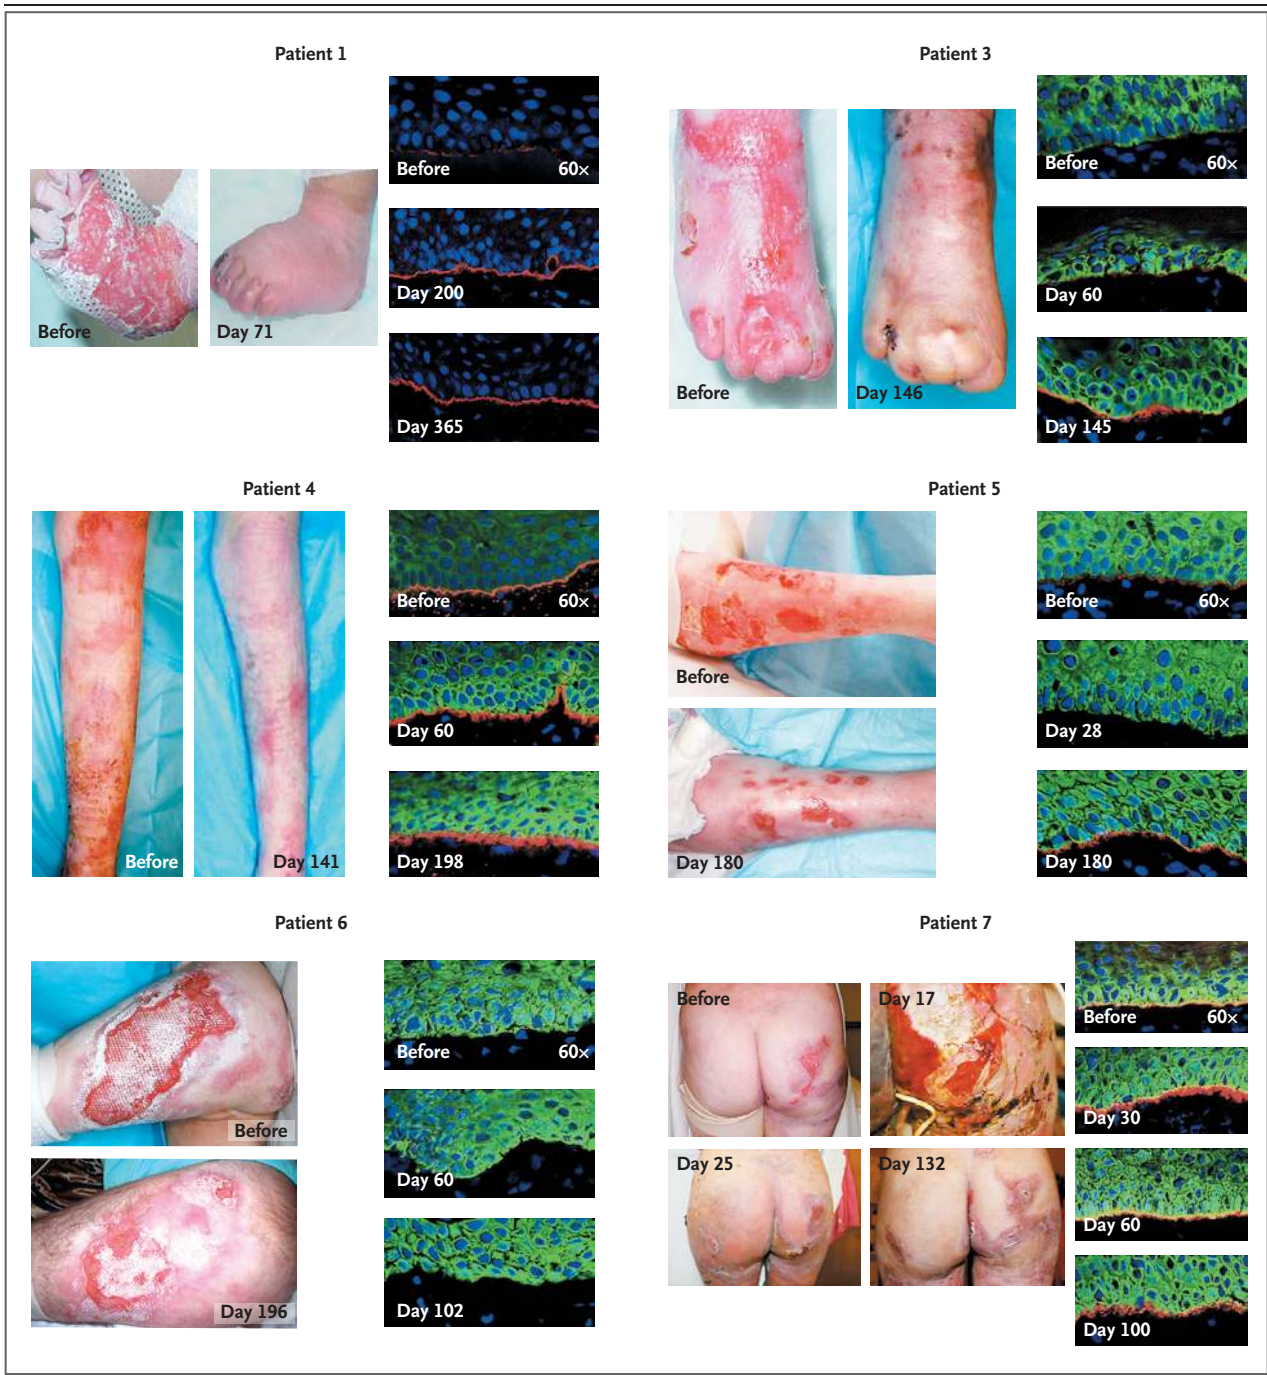 Patient 1
Before
Day 71
Before 60×
Day 200
Day 365
Patient 3
Before
Day 146
Before 60×
Day 60
Day 145
Patient 4
Before
Day 141
Before 60×
Day 60
Day 198
Patient 5
Before
Day 180
Before 60×
Day 28
Day 180
Patient 6
Before
Day 196
Before 60×
Day 60
Day 102
Patient 7
Before
Day 17
Day 25
Day 132
Before 60×
Day 30
Day 60
Day 100